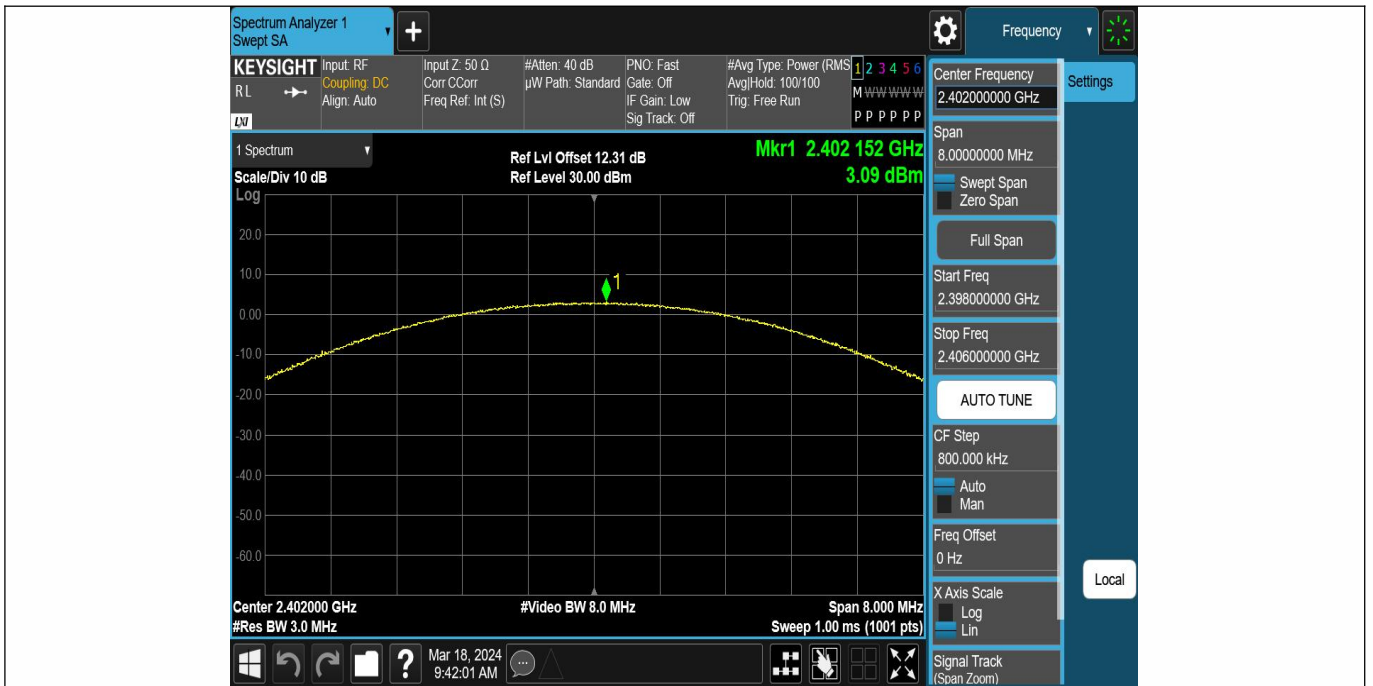 Spectrum Analyzer 1
Swept SA
Frequency
KEYSIGHT
RL
LXI
Input: RF
Coupling: DC
Align: Auto
Input Z: 50 Ω
Corr CCorr
Freq Ref: Int (S)
#Atten: 40 dB
µW Path: Standard
PNO: Fast
Gate: Off
IF Gain: Low
Sig Track: Off
#Avg Type: Power (RMS
Avg|Hold: 100/100
Trig: Free Run
1 2 3 4 5 6
M W W W W W
P P P P P P
1 Spectrum
Scale/Div 10 dB
Log
Ref Lvl Offset 12.31 dB
Ref Level 30.00 dBm
Mkr1 2.402 152 GHz
3.09 dBm
20.0
10.0
0.00
-10.0
-20.0
-30.0
-40.0
-50.0
-60.0
1
Center 2.402000 GHz
#Res BW 3.0 MHz
#Video BW 8.0 MHz
Span 8.000 MHz
Sweep 1.00 ms (1001 pts)
Center Frequency
2.402000000 GHz
Settings
Span
8.00000000 MHz
Swept Span
Zero Span
Full Span
Start Freq
2.398000000 GHz
Stop Freq
2.406000000 GHz
AUTO TUNE
CF Step
800.000 kHz
Auto
Man
Freq Offset
0 Hz
X Axis Scale
Log
Lin
Signal Track
(Span Zoom)
Local
?
Mar 18, 2024
9:42:01 AM